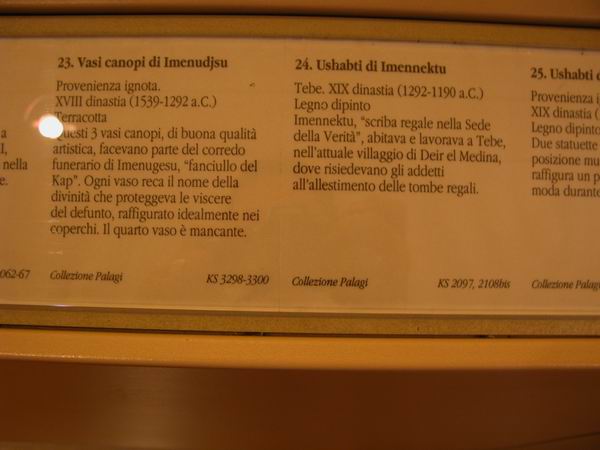 a
I,
nella
e.
062-67
23. Vasi canopi di Imenudjsu
Provenienza ignota.
XVIII dinastia (1539-1292 a.C.)
Terracotta
Questi 3 vasi canopi, di buona qualità
artistica, facevano parte del corredo
funerario di Imenugesu, “fanciullo del
Kap”. Ogni vaso reca il nome della
divinità che proteggeva le viscere
del defunto, raffigurato idealmente nei
coperchi. Il quarto vaso è mancante.
Collezione Palagi KS 3298-3300
24. Ushabti di Imennektu
Tebe. XIX dinastia (1292-1190 a.C.)
Legno dipinto
Imennektu, “scriba regale nella Sede
della Verità”, abitava e lavorava a Tebe,
nell'attuale villaggio di Deir el Medina,
dove risiedevano gli addetti
all'allestimento delle tombe regali.
Collezione Palagi KS 2097, 2108bis
25. Ushabti d
Provenienza i
XIX dinastia (
Legno dipinto
Due statuette
posizione mu
raffigura un p
moda durante
Collezione Palag